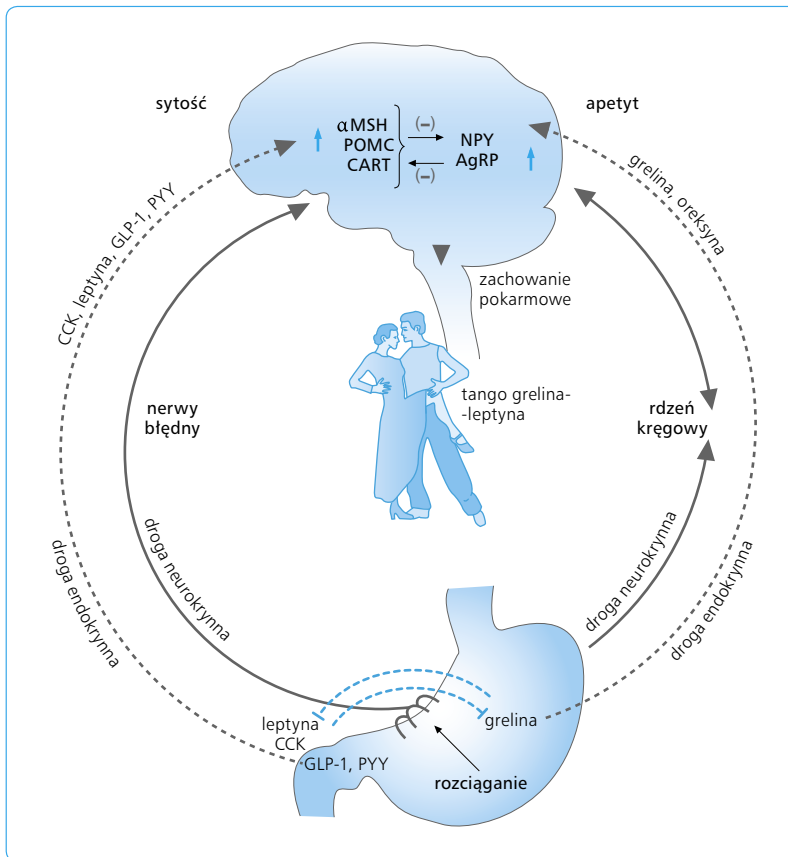 sytość
apetyt
αMSH
POMC
CART
(–)
(–)
NPY
AgRP
CCK, leptyna, GLP-1, PYY
grelina, oreksyna
zachowanie
pokarmowe
tango grelina-
-leptyna
nerwy
błędny
rdzeń
kręgowy
droga endokrynna
droga neurokrynna
droga neurokrynna
droga endokrynna
leptyna
CCK
GLP-1, PYY
grelina
rozciąganie